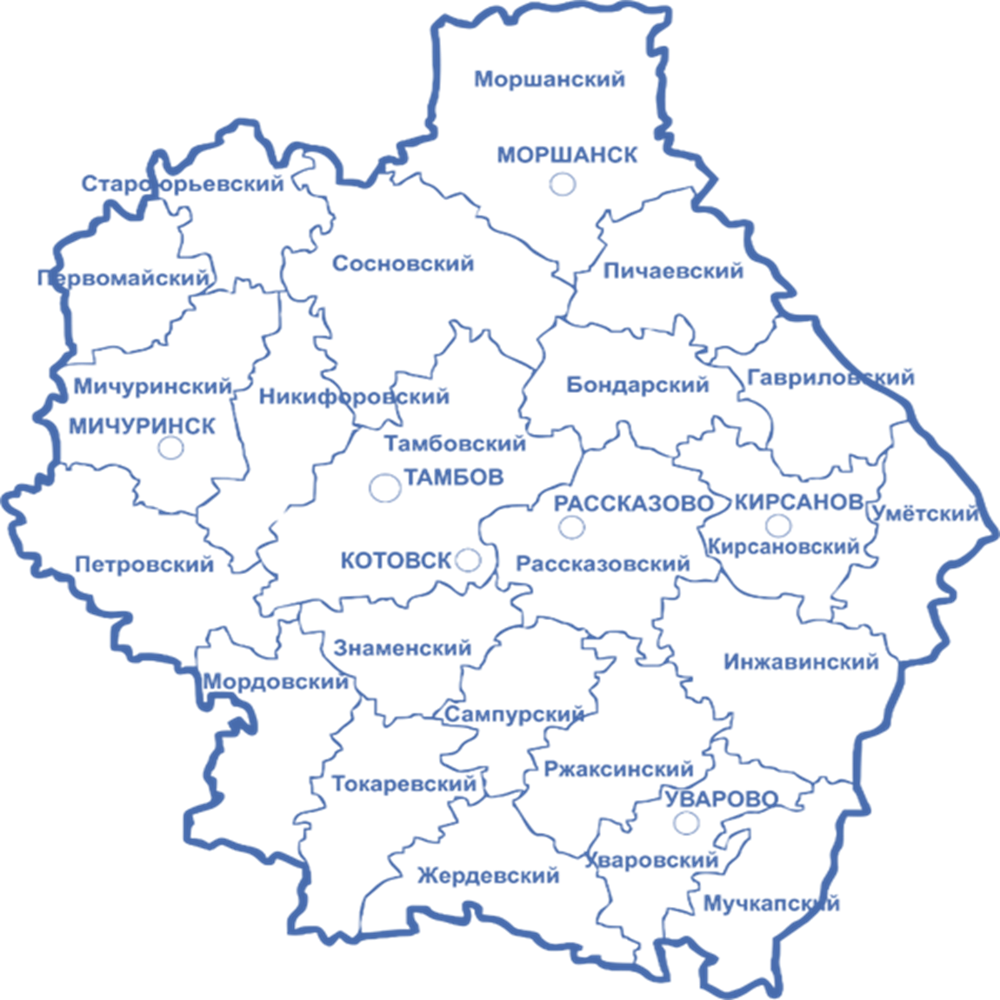 Моршанский
МОРШАНСК
Староюрьевский
Сосновский
Пичаевский
Первомайский
Гавриловский
Мичуринский
Бондарский
Никифоровский
МИЧУРИНСК
Тамбовский
ТАМБОВ
РАССКАЗОВО
КИРСАНОВ
Умётский
Кирсановский
КОТОВСК
Рассказовский
Петровский
Знаменский
Инжавинский
Мордовский
Сампурский
Ржаксинский
Токаревский
УВАРОВО
Уваровский
Жердевский
Мучкапский